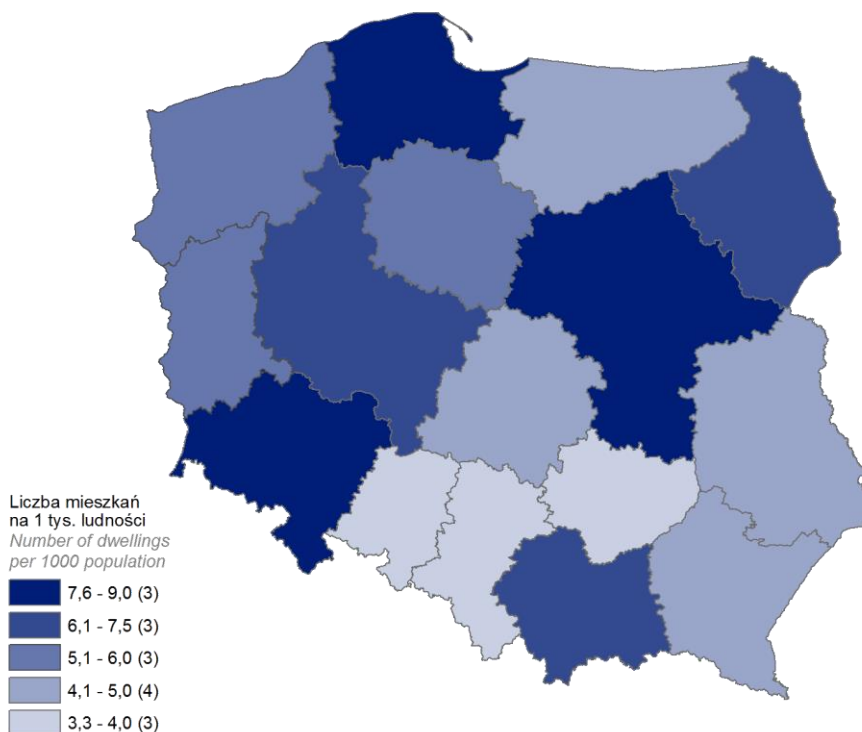 Liczba mieszkań
na 1 tys. ludności
Number of dwellings
per 1000 population
7,6 - 9,0 (3)
6,1 - 7,5 (3)
5,1 - 6,0 (3)
4,1 - 5,0 (4)
3,3 - 4,0 (3)